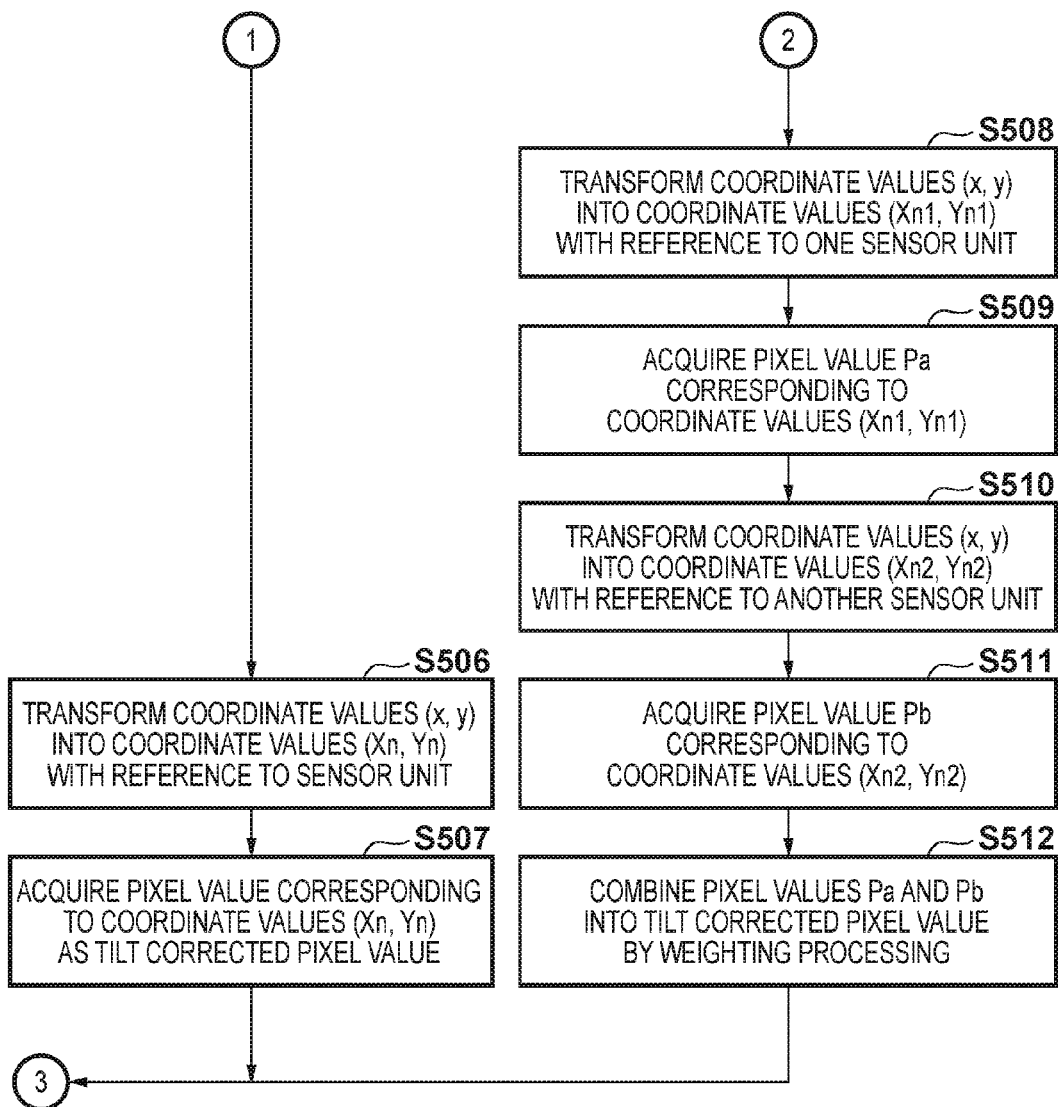 1
2
S508
TRANSFORM COORDINATE VALUES (x, y)
INTO COORDINATE VALUES (Xn1, Yn1)
WITH REFERENCE TO ONE SENSOR UNIT
S509
ACQUIRE PIXEL VALUE Pa
CORRESPONDING TO
COORDINATE VALUES (Xn1, Yn1)
S510
TRANSFORM COORDINATE VALUES (x, y)
INTO COORDINATE VALUES (Xn2, Yn2)
WITH REFERENCE TO ANOTHER SENSOR UNIT
S506
TRANSFORM COORDINATE VALUES (x, y)
INTO COORDINATE VALUES (Xn, Yn)
WITH REFERENCE TO SENSOR UNIT
S511
ACQUIRE PIXEL VALUE Pb
CORRESPONDING TO
COORDINATE VALUES (Xn2, Yn2)
S507
ACQUIRE PIXEL VALUE CORRESPONDING
TO COORDINATE VALUES (Xn, Yn)
AS TILT CORRECTED PIXEL VALUE
S512
COMBINE PIXEL VALUES Pa AND Pb
INTO TILT CORRECTED PIXEL VALUE
BY WEIGHTING PROCESSING
3